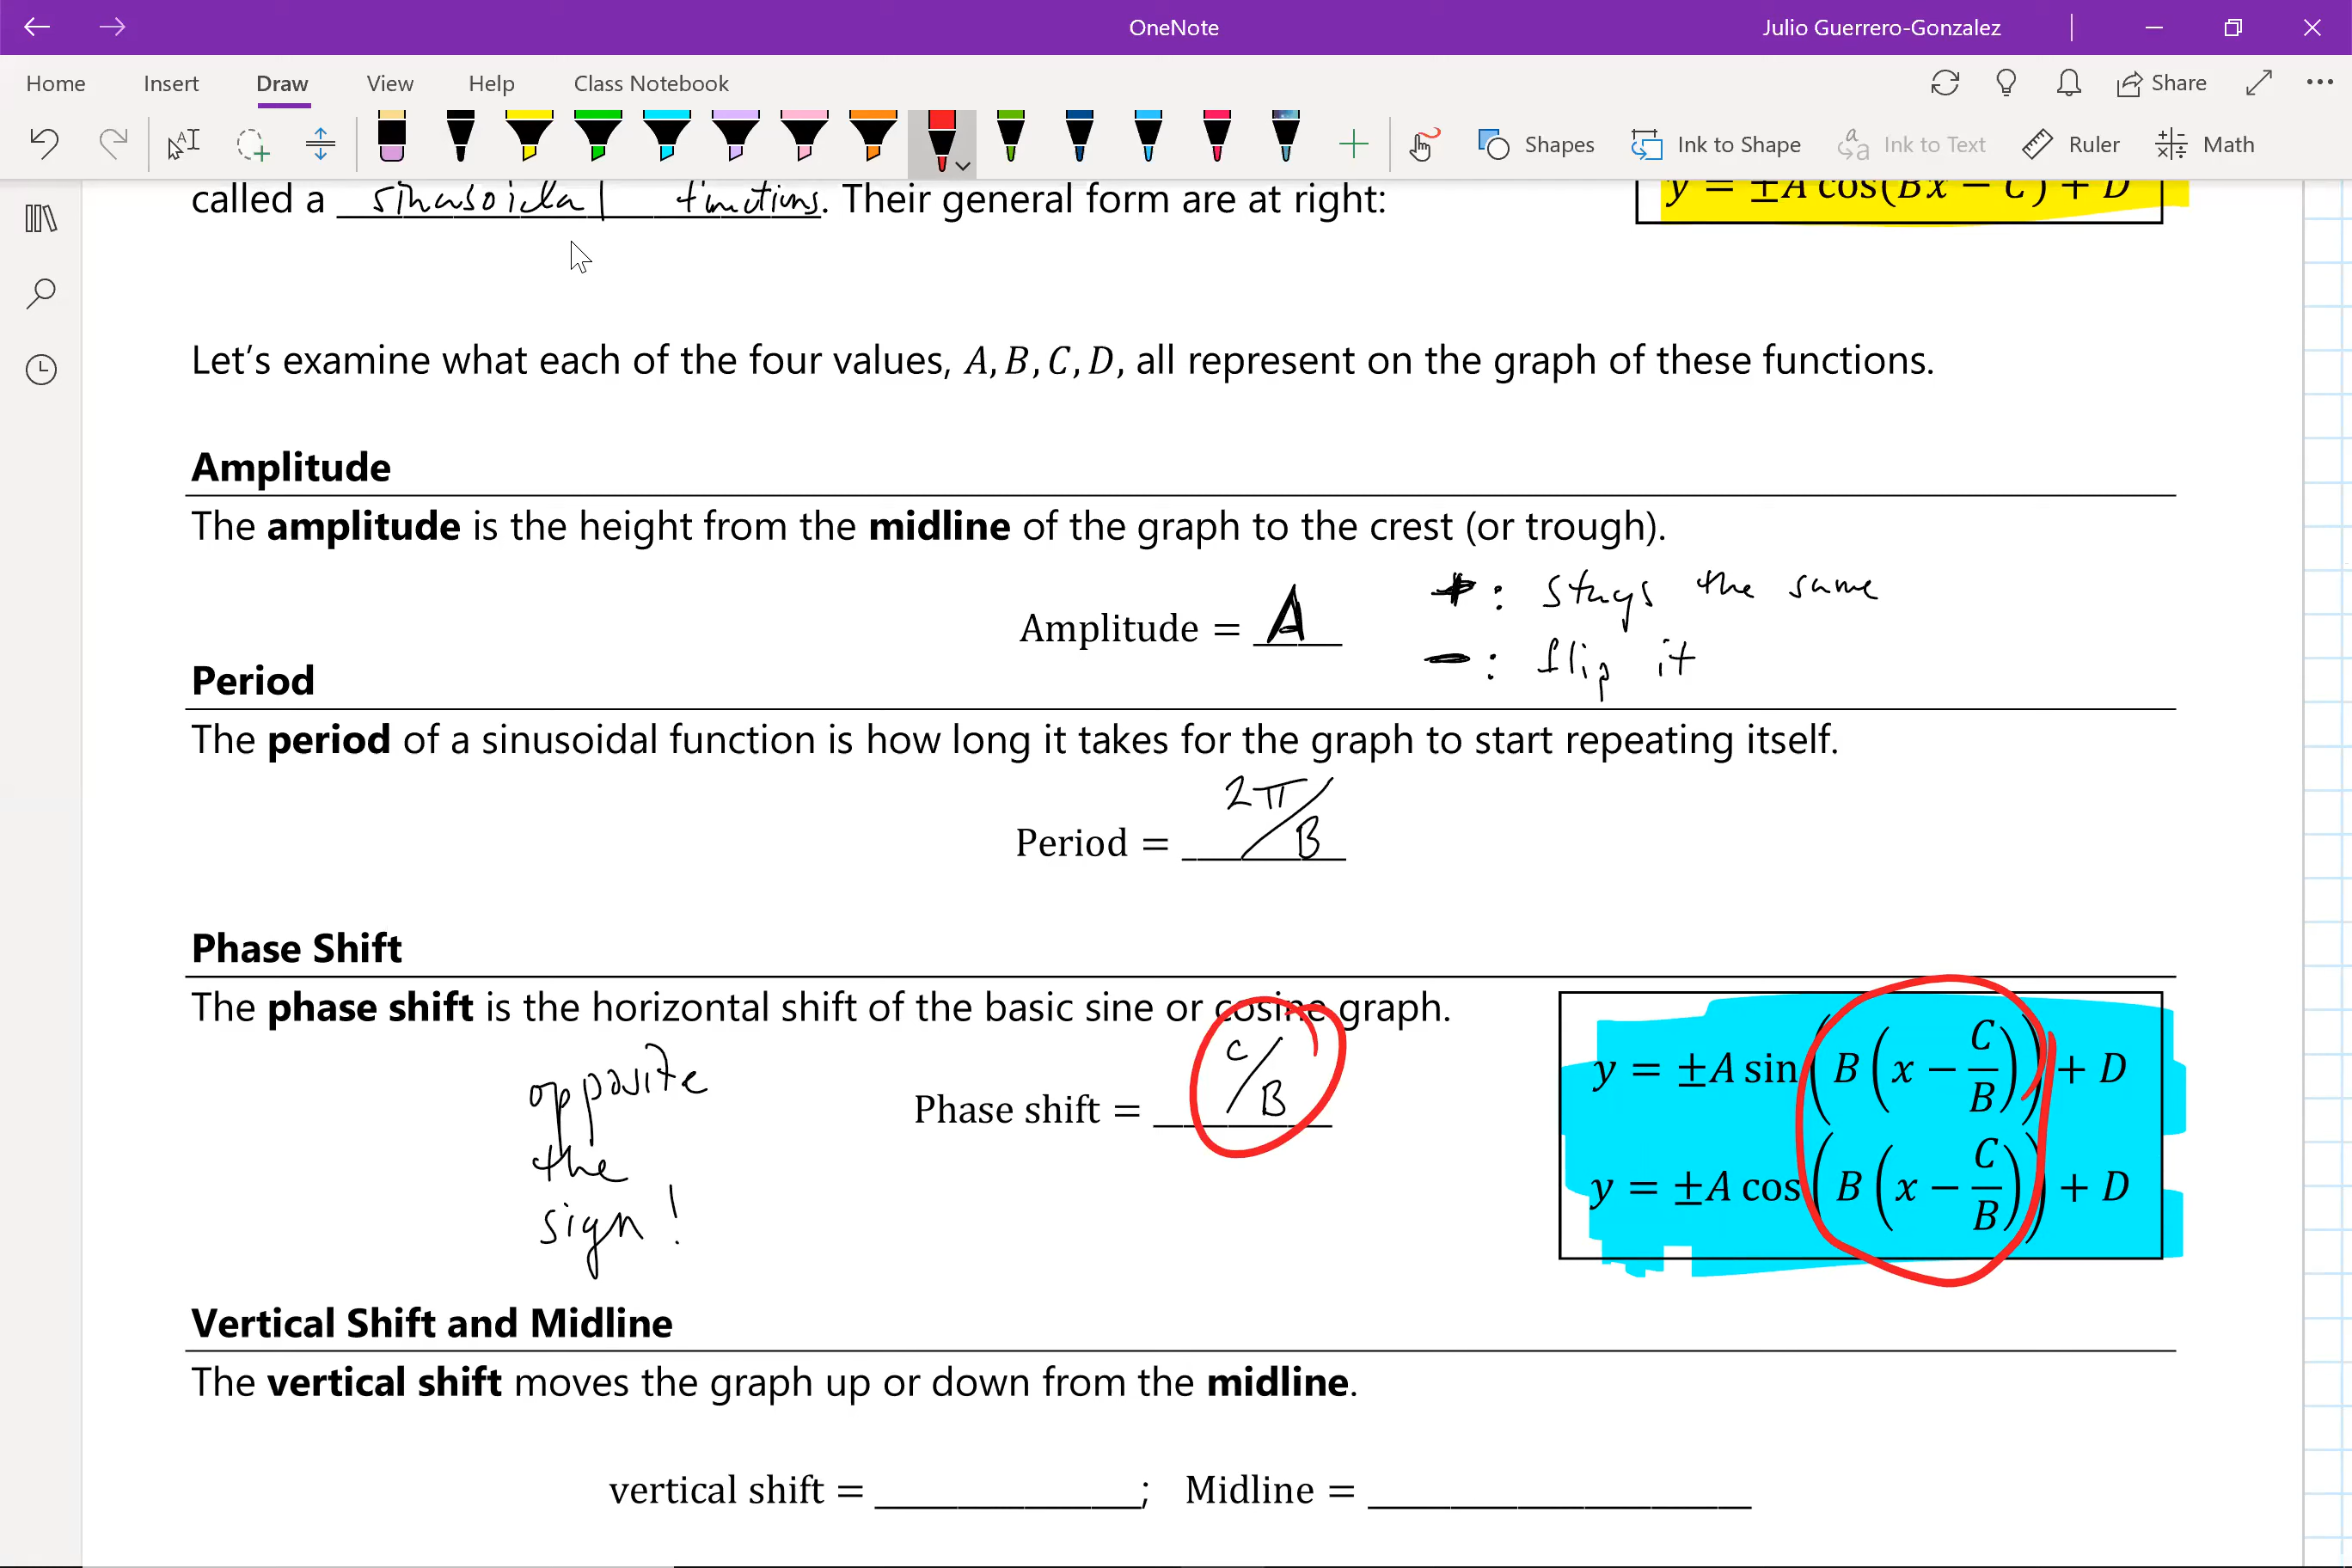 OneNote
Julio Guerrero-Gonzalez
Home Insert Draw View Help Class Notebook
Share
Shapes Ink to Shape Ink to Text Ruler Math
called a sinusoidal functions. Their general form are at right:
y = ±A cos(Bx − C) + D
Let's examine what each of the four values, A, B, C, D, all represent on the graph of these functions.
Amplitude
The amplitude is the height from the midline of the graph to the crest (or trough).
Amplitude = A
+: stays the same
−: flip it
Period
The period of a sinusoidal function is how long it takes for the graph to start repeating itself.
Period = 2π/B
Phase Shift
The phase shift is the horizontal shift of the basic sine or cosine graph.
opposite
the
sign!
Phase shift = C/B
y = ±A sin(B(x − C/B)) + D
y = ±A cos(B(x − C/B)) + D
Vertical Shift and Midline
The vertical shift moves the graph up or down from the midline.
vertical shift = ____________; Midline = ________________